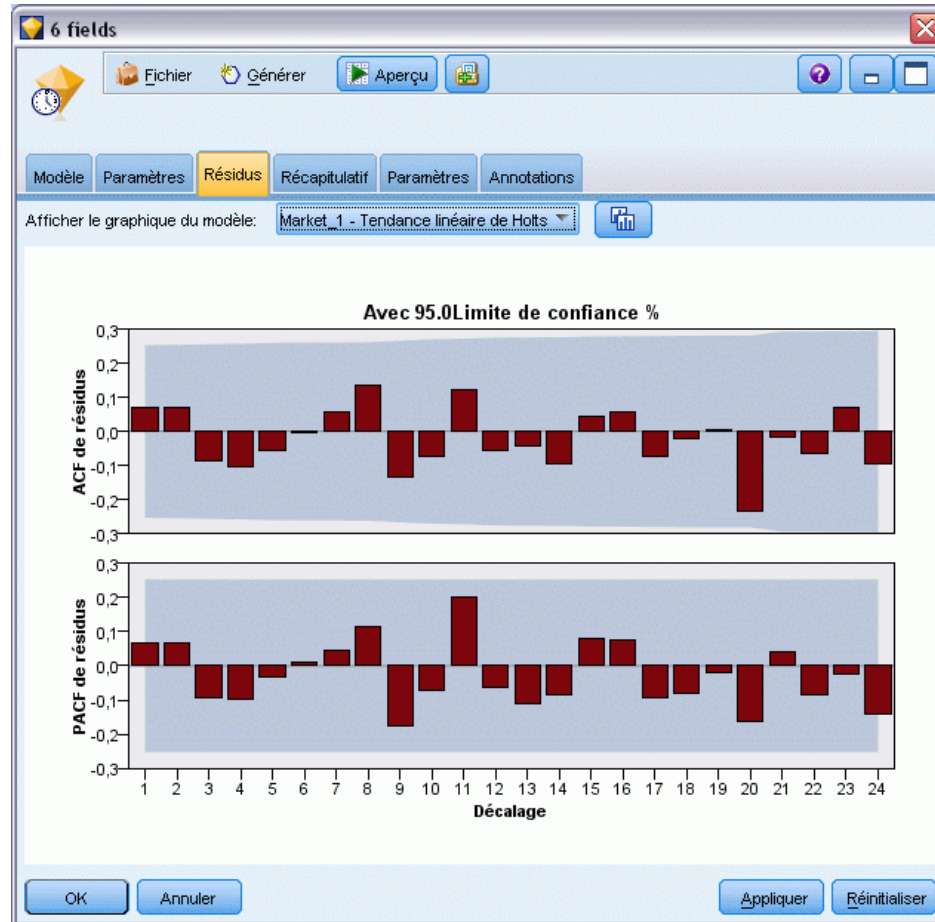 6 fields
Fichier Générer Aperçu
Modèle Paramètres Résidus Récapitulatif Paramètres Annotations
Afficher le graphique du modèle: Market_1 - Tendance linéaire de Holts
Avec 95.0Limite de confiance %
ACF de résidus
0,3
0,2
0,1
0,0
-0,1
-0,2
-0,3
PACF de résidus
0,3
0,2
0,1
0,0
-0,1
-0,2
-0,3
1 2 3 4 5 6 7 8 9 10 11 12 13 14 15 16 17 18 19 20 21 22 23 24
Décalage
OK Annuler Appliquer Réinitialiser